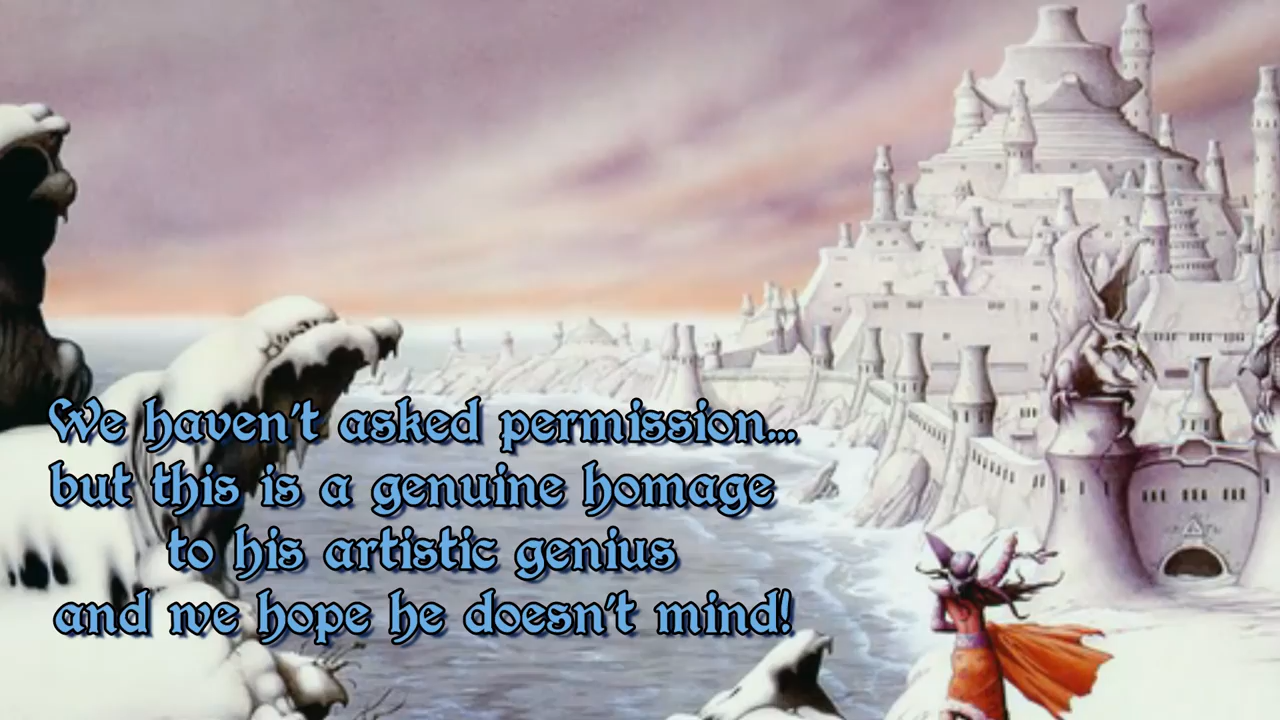 We haven't asked permission...
but this is a genuine homage
to his artistic genius
and we hope he doesn't mind!